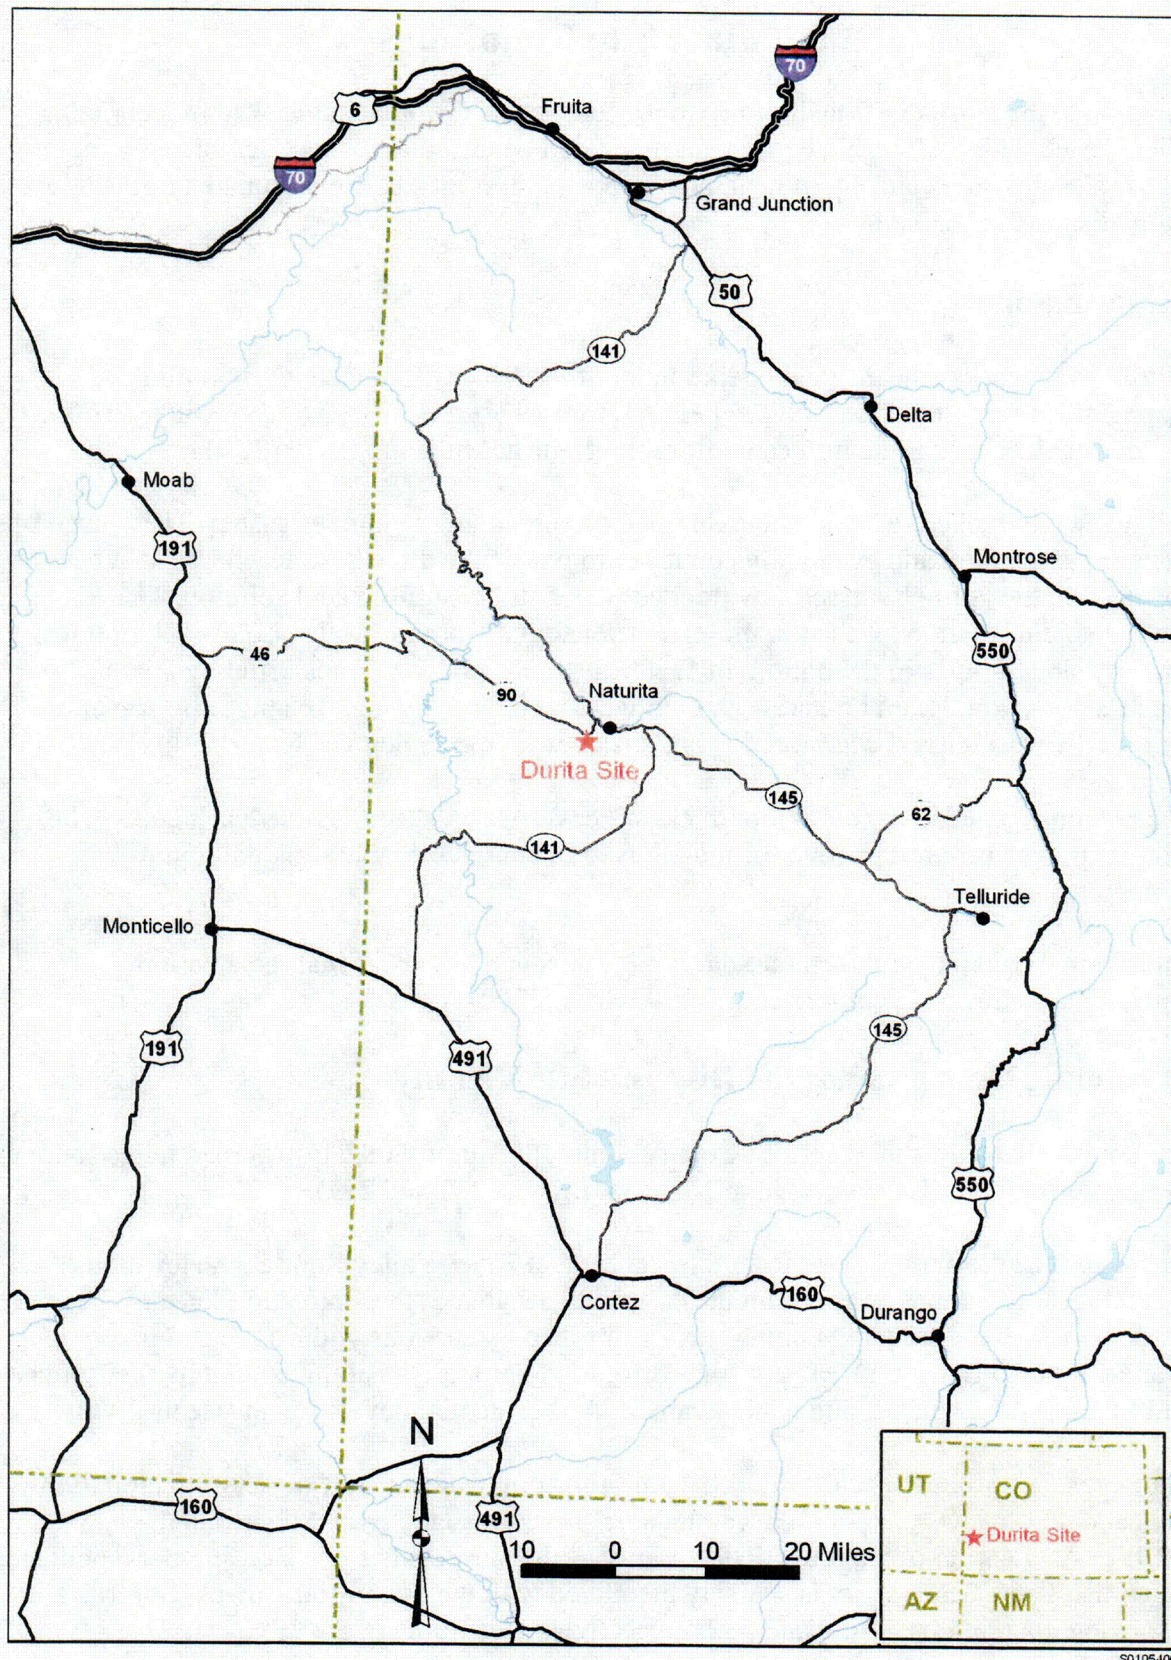 70
6
Fruita
70
Grand Junction
50
141
Delta
Moab
191
Montrose
550
46
90
Naturita
Durita Site
145
62
141
Telluride
Monticello
145
191
491
550
160
Cortez
Durango
N
UT
CO
160
491
Durita Site
10 0 10 20 Miles
AZ
NM